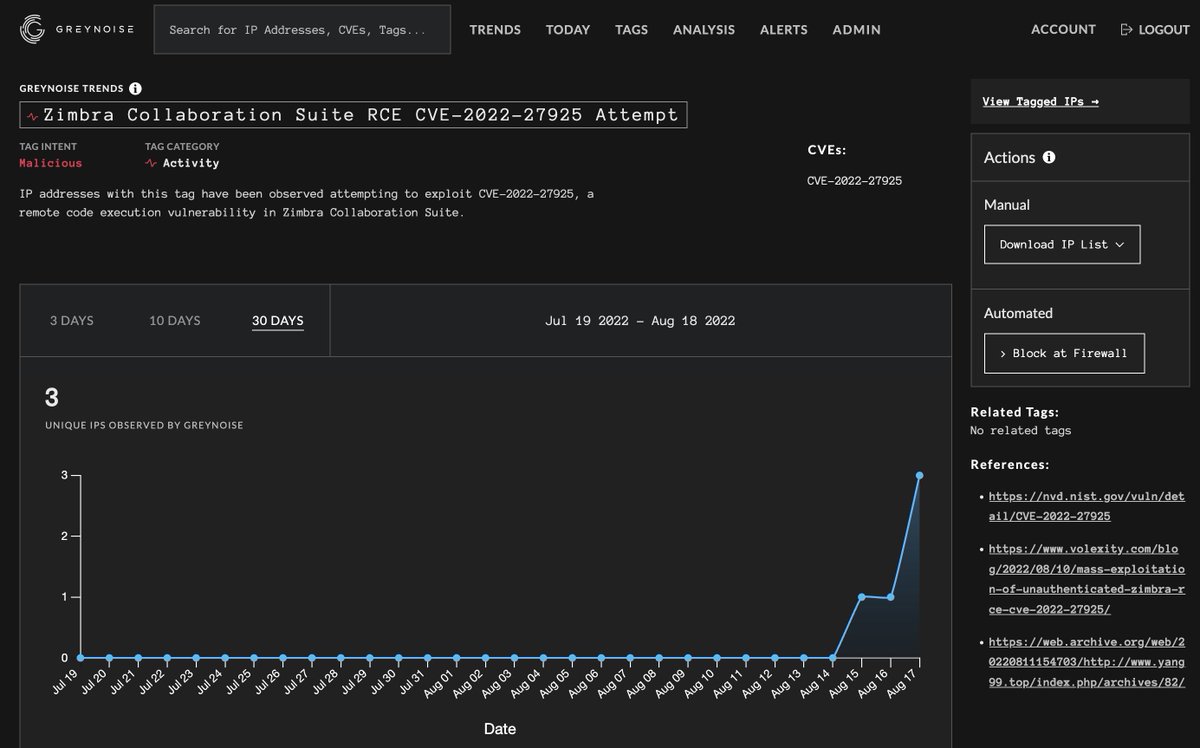 GREYNOISE
Search for IP Addresses, CVEs, Tags...
TRENDS
TODAY
TAGS
ANALYSIS
ALERTS
ADMIN
ACCOUNT
LOGOUT
GREYNOISE TRENDS
Zimbra Collaboration Suite RCE CVE-2022-27925 Attempt
TAG INTENT
Malicious
TAG CATEGORY
Activity
IP addresses with this tag have been observed attempting to exploit CVE-2022-27925, a
remote code execution vulnerability in Zimbra Collaboration Suite.
CVEs:
CVE-2022-27925
3 DAYS
10 DAYS
30 DAYS
Jul 19 2022 – Aug 18 2022
3
UNIQUE IPS OBSERVED BY GREYNOISE
3
2
1
0
Jul 19
Jul 20
Jul 21
Jul 22
Jul 23
Jul 24
Jul 25
Jul 26
Jul 27
Jul 28
Jul 29
Jul 30
Jul 31
Aug 01
Aug 02
Aug 03
Aug 04
Aug 05
Aug 06
Aug 07
Aug 08
Aug 09
Aug 10
Aug 11
Aug 12
Aug 13
Aug 14
Aug 15
Aug 16
Aug 17
Date
View Tagged IPs →
Actions
Manual
Download IP List
Automated
› Block at Firewall
Related Tags:
No related tags
References:
• https://nvd.nist.gov/vuln/det
ail/CVE-2022-27925
• https://www.volexity.com/blo
g/2022/08/10/mass-exploitatio
n-of-unauthenticated-zimbra-r
ce-cve-2022-27925/
• https://web.archive.org/web/2
0220811154703/http://www.yang
99.top/index.php/archives/82/